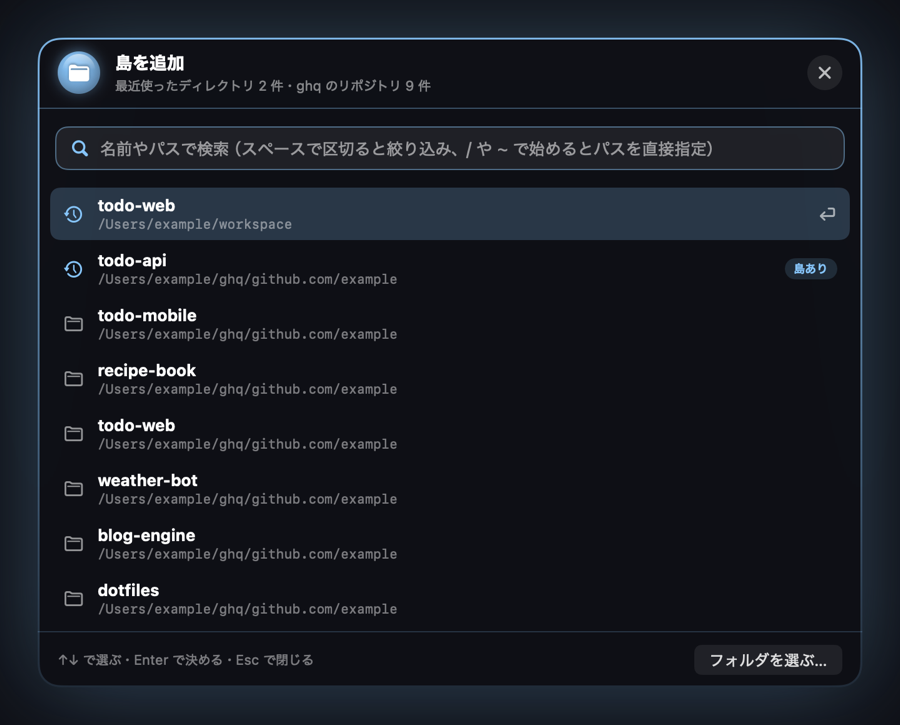 島を追加
最近使ったディレクトリ 2 件・ghq のリポジトリ 9 件
名前やパスで検索（スペースで区切ると絞り込み、/ や ~ で始めるとパスを直接指定）
todo-web
/Users/example/workspace
todo-api
/Users/example/ghq/github.com/example
島あり
todo-mobile
/Users/example/ghq/github.com/example
recipe-book
/Users/example/ghq/github.com/example
todo-web
/Users/example/ghq/github.com/example
weather-bot
/Users/example/ghq/github.com/example
blog-engine
/Users/example/ghq/github.com/example
dotfiles
/Users/example/ghq/github.com/example
↑↓ で選ぶ・Enter で決める・Esc で閉じる
フォルダを選ぶ...